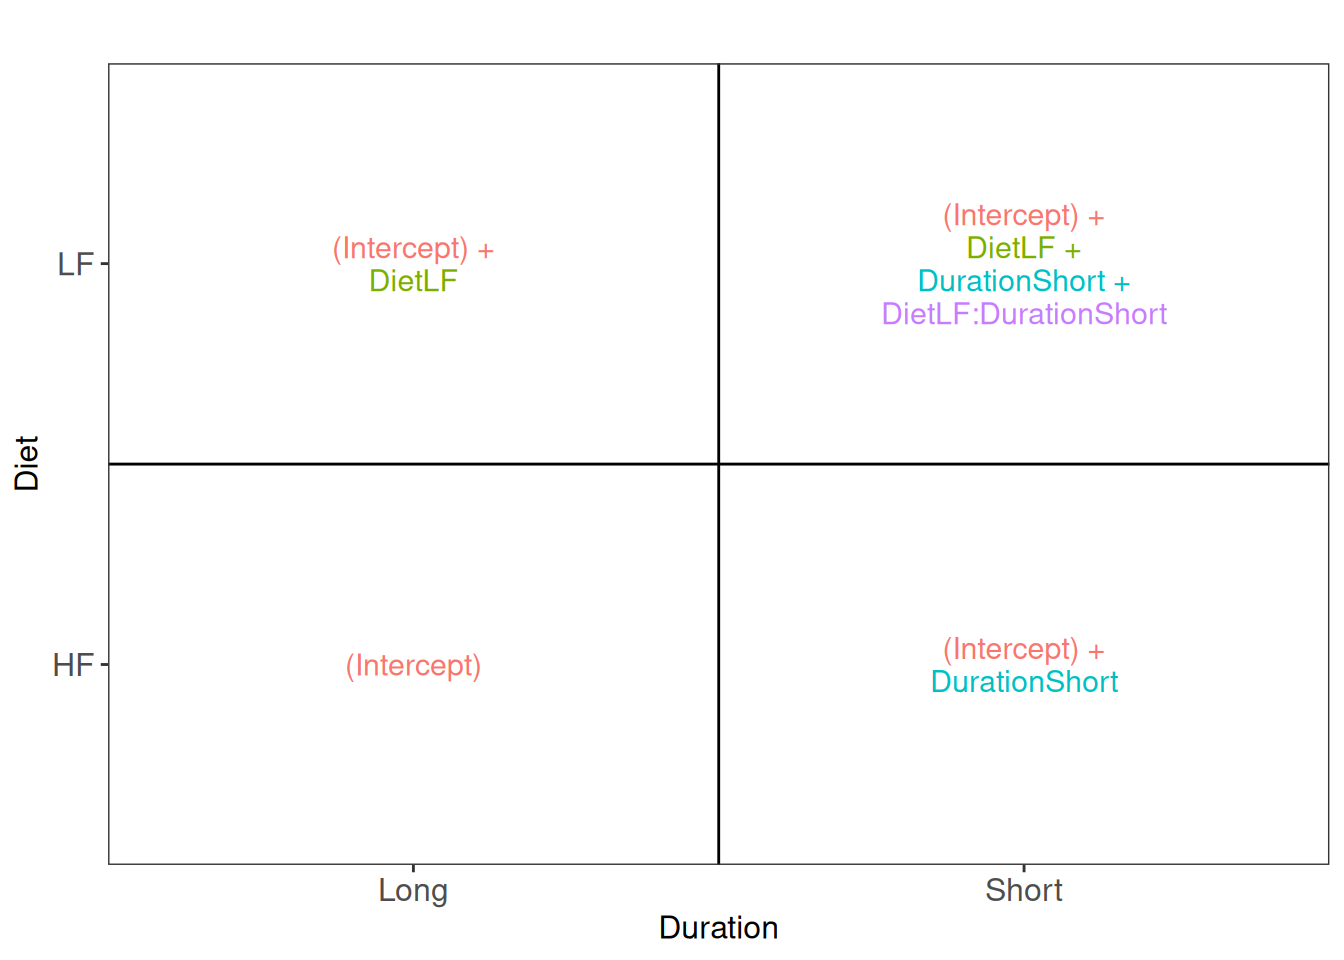 Diet
LF
(Intercept) +
DietLF
(Intercept) +
DietLF +
DurationShort +
DietLF:DurationShort
HF
(Intercept)
(Intercept) +
DurationShort
Long
Short
Duration